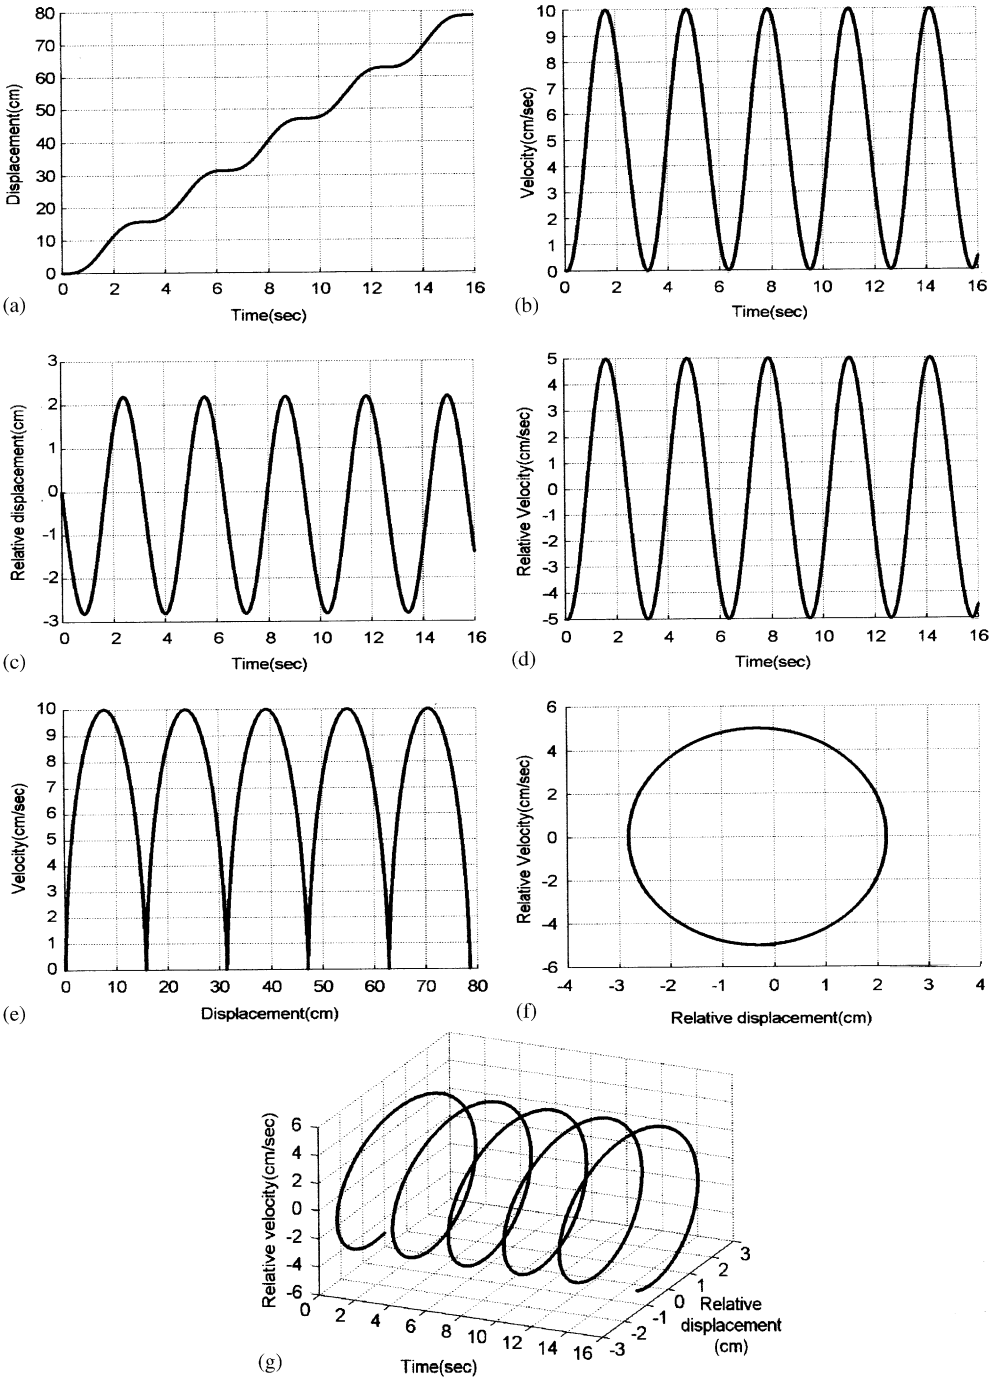 80
70
60
50
40
30
20
10
0
Displacement(cm)
0 2 4 6 8 10 12 14 16
Time(sec)
(a)
10
9
8
7
6
5
4
3
2
1
0
Velocity(cm/sec)
0 2 4 6 8 10 12 14 16
Time(sec)
(b)
3
2
1
0
-1
-2
-3
Relative displacement(cm)
0 2 4 6 8 10 12 14 16
Time(sec)
(c)
5
4
3
2
1
0
-1
-2
-3
-4
-5
Relative Velocity(cm/sec)
0 2 4 6 8 10 12 14 16
Time(sec)
(d)
10
9
8
7
6
5
4
3
2
1
0
Velocity(cm/sec)
0 10 20 30 40 50 60 70 80
Displacement(cm)
(e)
6
4
2
0
-2
-4
-6
Relative Velocity(cm/sec)
-4 -3 -2 -1 0 1 2 3 4
Relative displacement(cm)
(f)
6
4
2
0
-2
-4
-6
Relative velocity(cm/sec)
0 2 4 6 8 10 12 14 16
Time(sec)
-3 -2 -1 0 1 2 3
Relative
displacement
(cm)
(g)